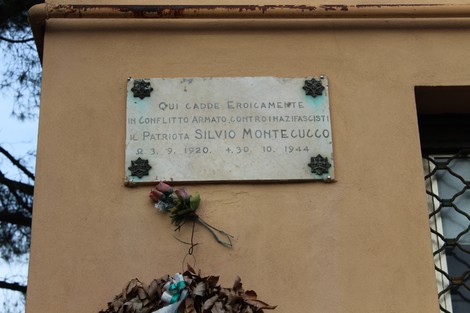 QUI CADDE EROICAMENTE
IN CONFLITTO ARMATO CONTRO I NAZIFASCISTI
IL PATRIOTA SILVIO MONTECUCCO
Ω 3. 9. 1920. + 30. 10. 1944